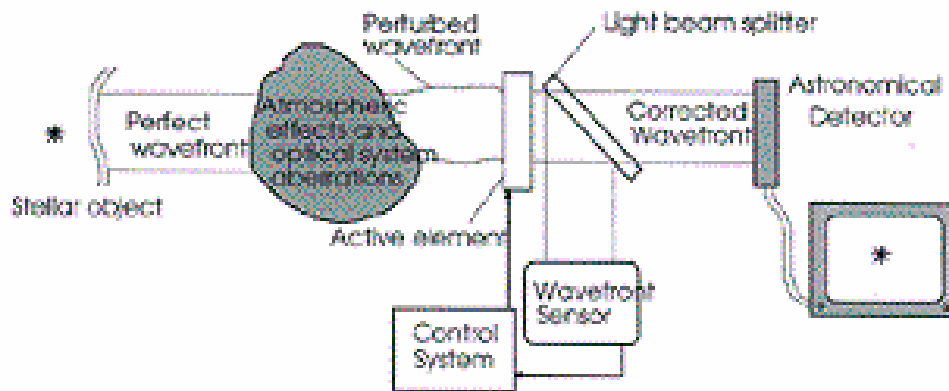 Perturbed
wavefront
Light beam splitter
Perfect
wavefront
Atmospheric
effects and
optical system
aberrations
Corrected
Wavefront
Astronomical
Detector
*
Stellar object
Active element
Wavefront
Sensor
Control
System
*